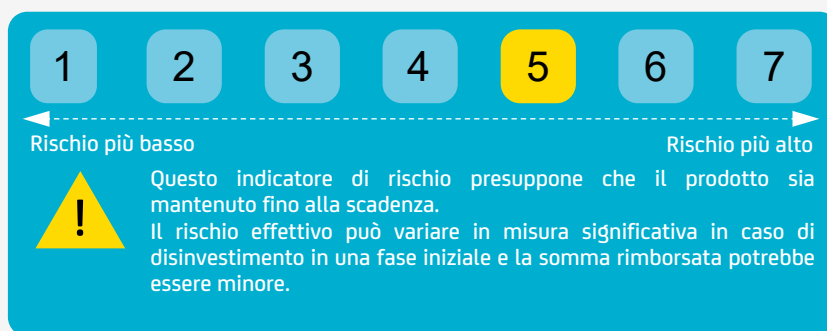 1 2 3 4 5 6 7
Rischio più basso Rischio più alto
!
Questo indicatore di rischio presuppone che il prodotto sia
mantenuto fino alla scadenza.
Il rischio effettivo può variare in misura significativa in caso di
disinvestimento in una fase iniziale e la somma rimborsata potrebbe
essere minore.